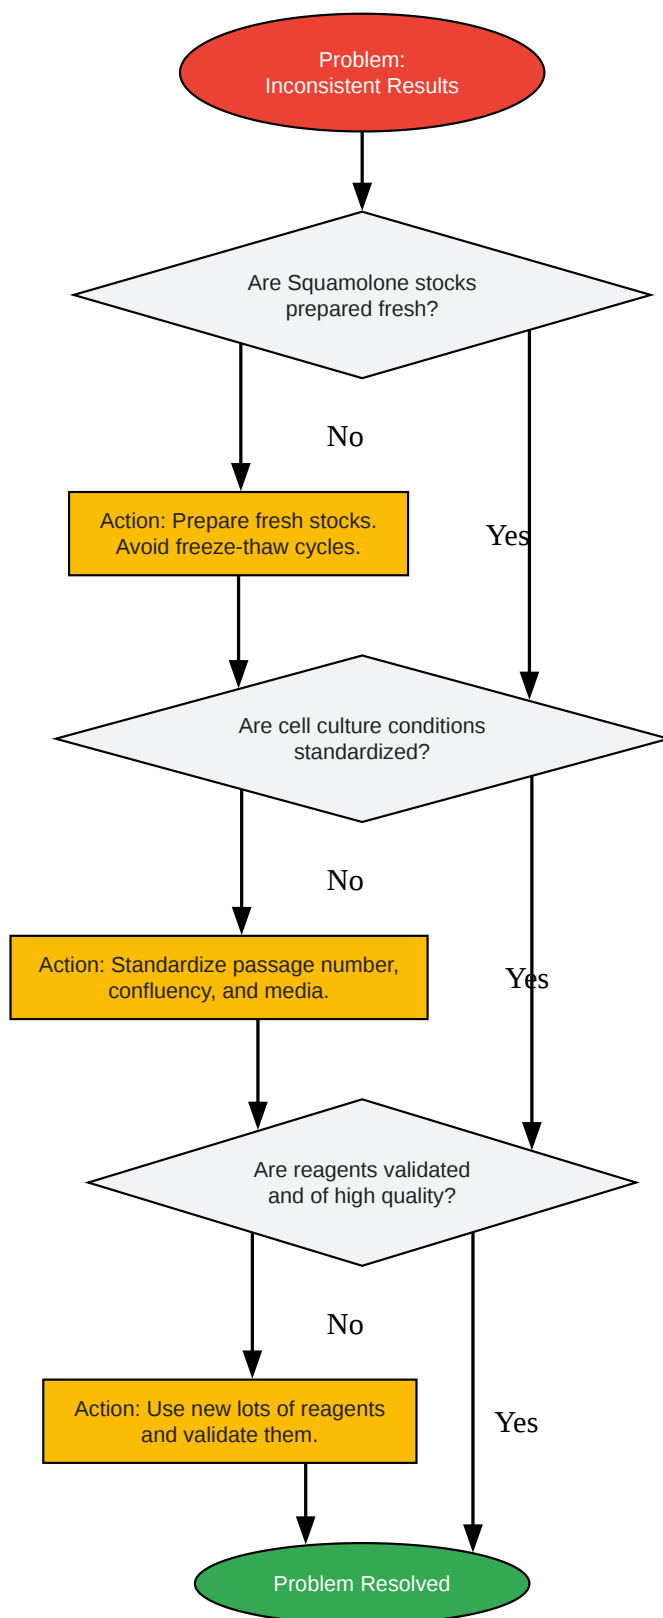 Problem:
Inconsistent Results
Are Squamolone stocks
prepared fresh?
No
Action: Prepare fresh stocks.
Avoid freeze-thaw cycles.
Yes
Are cell culture conditions
standardized?
No
Action: Standardize passage number,
confluency, and media.
Yes
Are reagents validated
and of high quality?
No
Action: Use new lots of reagents
and validate them.
Yes
Problem Resolved